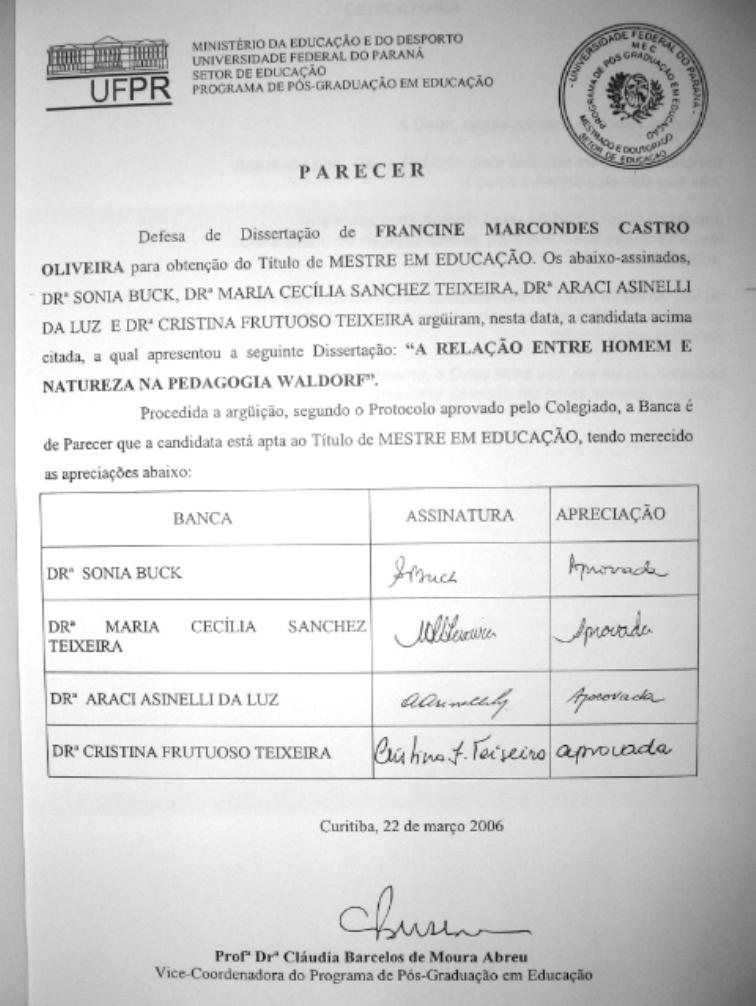 UFPR
MINISTÉRIO DA EDUCAÇÃO E DO DESPORTO
UNIVERSIDADE FEDERAL DO PARANÁ
SETOR DE EDUCAÇÃO
PROGRAMA DE PÓS-GRADUAÇÃO EM EDUCAÇÃO
UNIVERSIDADE FEDERAL DO PARANÁ
MEC
PROGRAMA DE PÓS GRADUAÇÃO EM EDUCAÇÃO
MESTRADO E DOUTORADO
SETOR DE EDUCAÇÃO
PARECER
Defesa de Dissertação de FRANCINE MARCONDES CASTRO
OLIVEIRA para obtenção do Título de MESTRE EM EDUCAÇÃO. Os abaixo-assinados,
DRª SONIA BUCK, DRª MARIA CECÍLIA SANCHEZ TEIXEIRA, DRª ARACI ASINELLI
DA LUZ E DRª CRISTINA FRUTUOSO TEIXEIRA argüiram, nesta data, a candidata acima
citada, a qual apresentou a seguinte Dissertação: “A RELAÇÃO ENTRE HOMEM E
NATUREZA NA PEDAGOGIA WALDORF”.
Procedida a argüição, segundo o Protocolo aprovado pelo Colegiado, a Banca é
de Parecer que a candidata está apta ao Título de MESTRE EM EDUCAÇÃO, tendo merecido
as apreciações abaixo:
BANCA ASSINATURA APRECIAÇÃO
DRª SONIA BUCK SBuck Aprovada
DRª MARIA CECÍLIA SANCHEZ
TEIXEIRA Aprovada
DRª ARACI ASINELLI DA LUZ Aprovada
DRª CRISTINA FRUTUOSO TEIXEIRA Cristina F. Teixeira aprovada
Curitiba, 22 de março 2006
Profª Drª Cláudia Barcelos de Moura Abreu
Vice-Coordenadora do Programa de Pós-Graduação em Educação